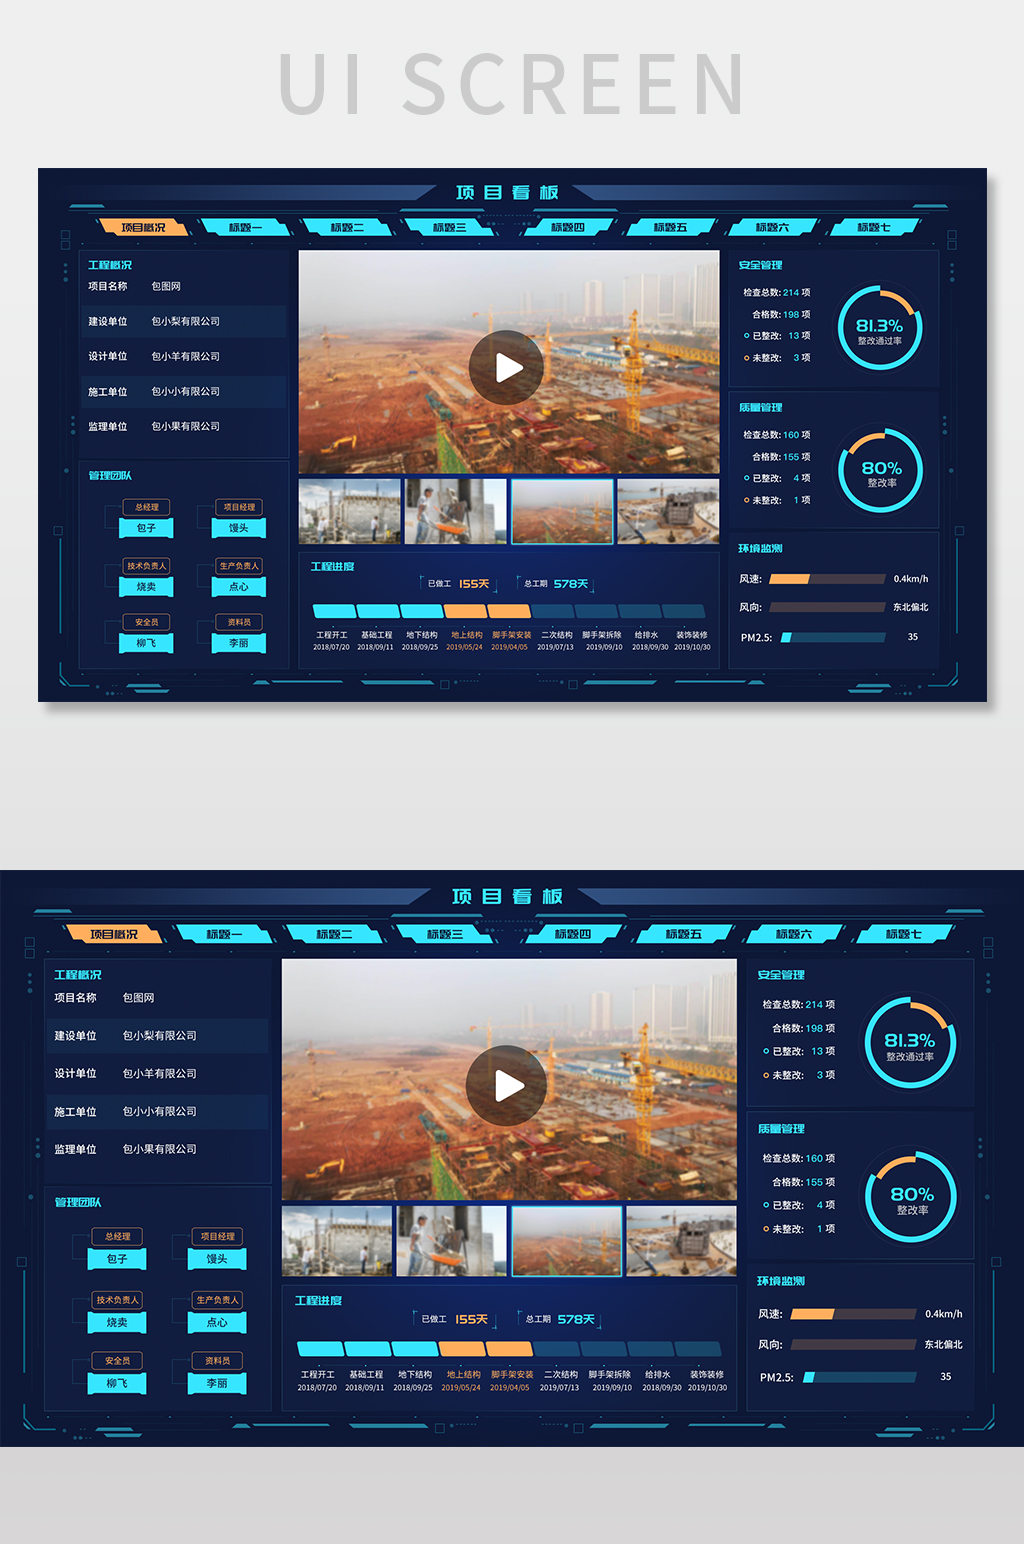 UI SCREEN
项目看板
项目概况 标题一 标题二 标题三 标题四 标题五 标题六 标题七
工程概况
项目名称 包图网
建设单位 包小梨有限公司
设计单位 包小羊有限公司
施工单位 包小小有限公司
监理单位 包小果有限公司
管理团队
总经理 项目经理
包子 馒头
技术负责人 生产负责人
烧卖 点心
安全员 资料员
柳飞 李丽
工程进度
已做工 155天 总工期 578天
工程开工 基础工程 地下结构 地上结构 脚手架安装 二次结构 脚手架拆除 给排水 装饰装修
2018/07/20 2018/09/11 2018/09/25 2019/05/24 2019/04/05 2019/07/13 2019/09/10 2018/09/30 2019/10/30
安全管理
检查总数: 214 项
合格数: 198 项
已整改: 13 项
未整改: 3 项
81.3%
整改通过率
质量管理
检查总数: 160 项
合格数: 155 项
已整改: 4 项
未整改: 1 项
80%
整改率
环境监测
风速: 0.4km/h
风向: 东北偏北
PM2.5: 35
项目看板
项目概况 标题一 标题二 标题三 标题四 标题五 标题六 标题七
工程概况
项目名称 包图网
建设单位 包小梨有限公司
设计单位 包小羊有限公司
施工单位 包小小有限公司
监理单位 包小果有限公司
管理团队
总经理 项目经理
包子 馒头
技术负责人 生产负责人
烧卖 点心
安全员 资料员
柳飞 李丽
工程进度
已做工 155天 总工期 578天
工程开工 基础工程 地下结构 地上结构 脚手架安装 二次结构 脚手架拆除 给排水 装饰装修
2018/07/20 2018/09/11 2018/09/25 2019/05/24 2019/04/05 2019/07/13 2019/09/10 2018/09/30 2019/10/30
安全管理
检查总数: 214 项
合格数: 198 项
已整改: 13 项
未整改: 3 项
81.3%
整改通过率
质量管理
检查总数: 160 项
合格数: 155 项
已整改: 4 项
未整改: 1 项
80%
整改率
环境监测
风速: 0.4km/h
风向: 东北偏北
PM2.5: 35